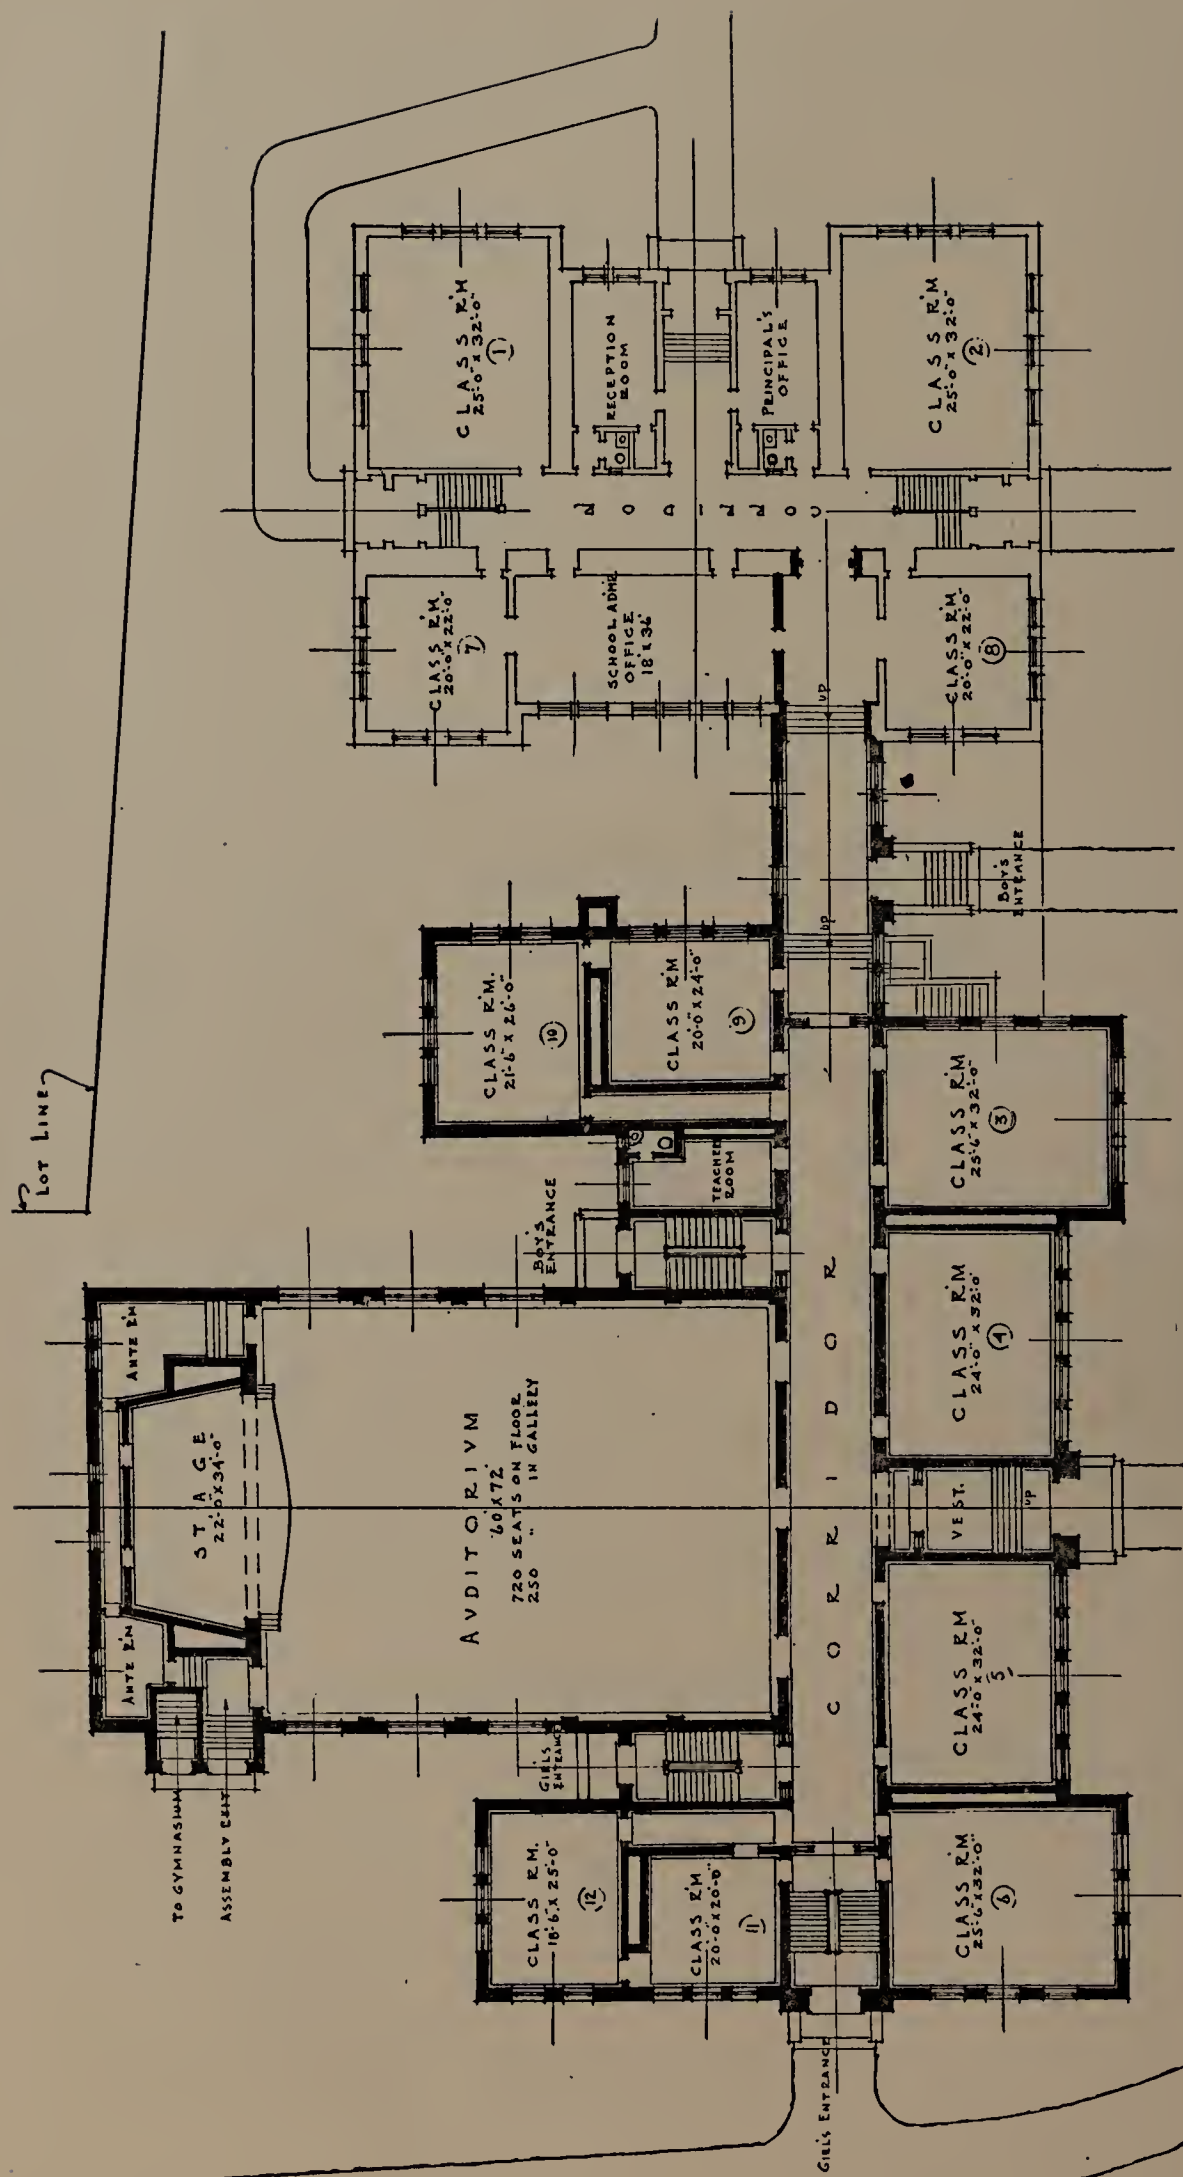 LOT LINE
CLASS R'M
25'-0" X 32'-0"
1
RECEPTION
ROOM
PRINCIPAL'S
OFFICE
CLASS R'M
25'-0" X 32'-0"
2
CORRIDOR
CLASS R'M
20'-0" X 22'-0"
7
SCHOOL ADM'R
OFFICE
18' X 36'
CLASS R'M
20'-0" X 22'-0"
8
UP
UP
BOY'S
ENTRANCE
CLASS R'M.
21'-6" X 26'-0"
10
CLASS R'M
20'-0" X 24'-0"
9
TEACHER
ROOM
BOY'S
ENTRANCE
CLASS R'M
25'-6" X 32'-0"
3
CLASS R'M
24'-0" X 32'-0"
4
ANTE R'M
STAGE
22'-0" X 34'-0"
ANTE R'M
AVDITORIVM
60' X 72'
720 SEATS ON FLOOR
250 " IN GALLERY
CORRIDOR
VEST.
UP
CLASS RM
24'-0" X 32'-0"
5
TO GYMNASIUM
ASSEMBLY EXIT
GIRL'S
ENTRANCE
CLASS R.M.
18'-6" X 25'-0"
12
CLASS R'M
20'-0" X 20'-0"
11
CLASS R'M
25'-6" X 32'-0"
6
GIRL'S ENTRANCE